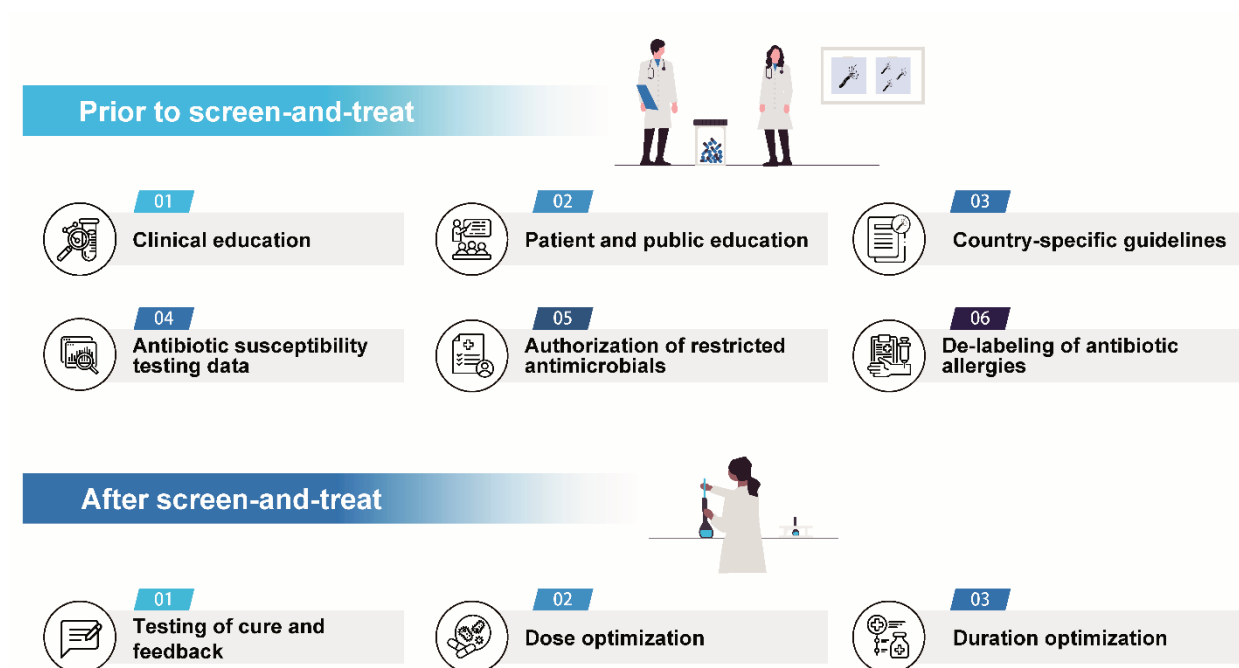 Prior to screen-and-treat
01
Clinical education
02
Patient and public education
03
Country-specific guidelines
04
Antibiotic susceptibility
testing data
05
Authorization of restricted
antimicrobials
06
De-labeling of antibiotic
allergies
After screen-and-treat
01
Testing of cure and
feedback
02
Dose optimization
03
Duration optimization